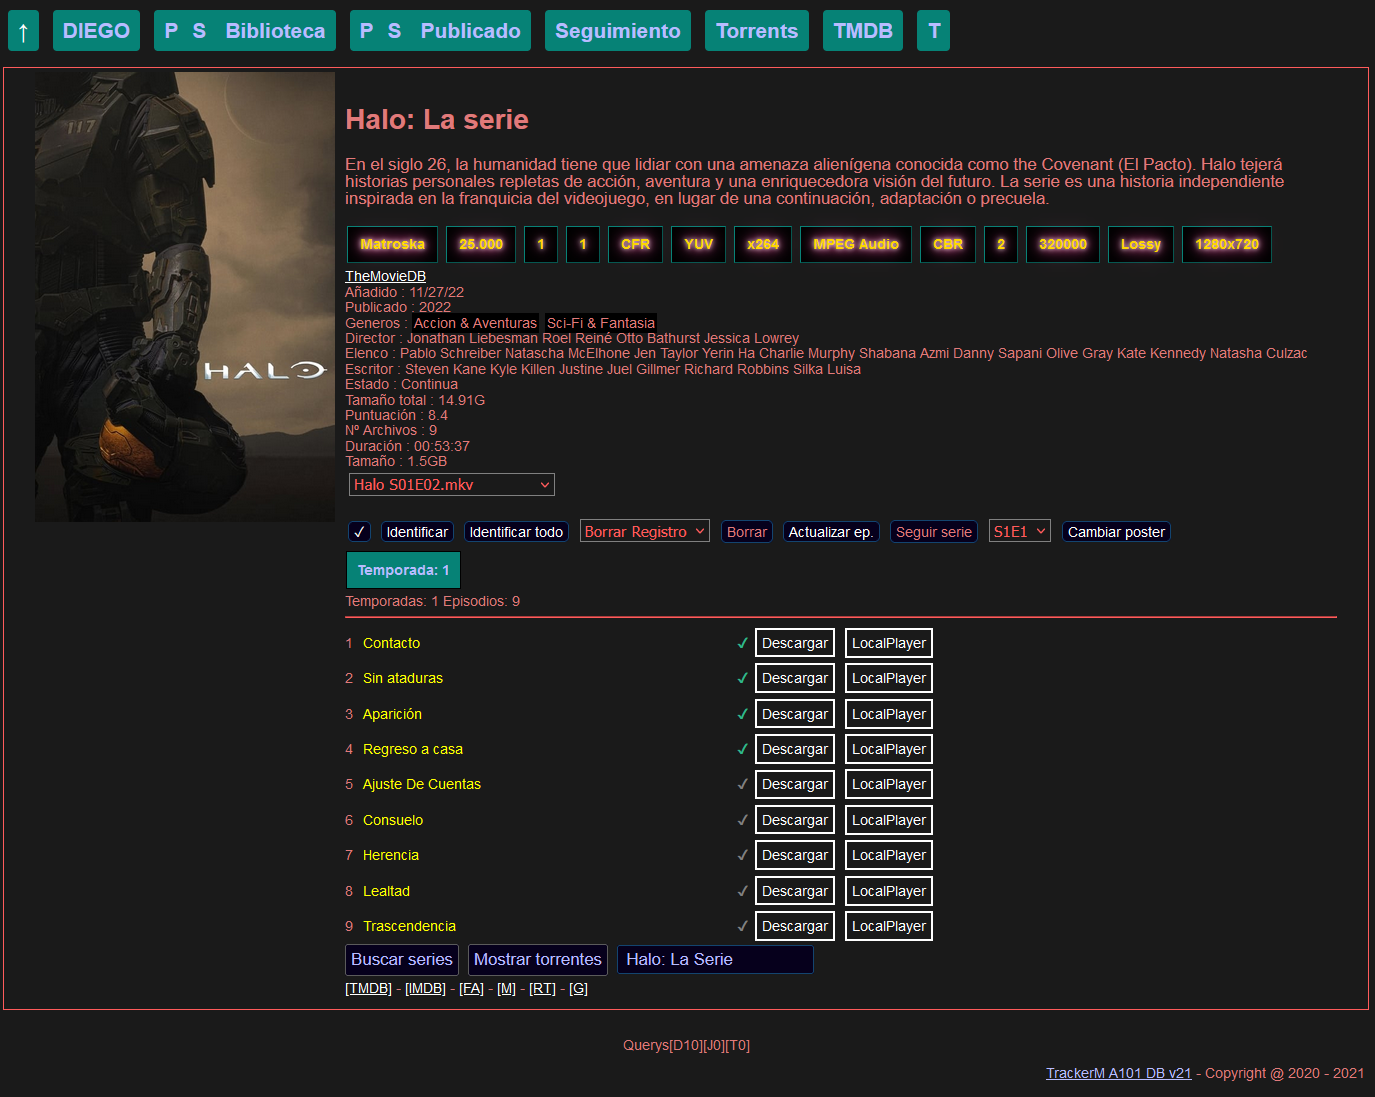 ↑ DIEGO P S Biblioteca P S Publicado Seguimiento Torrents TMDB T
117
HALO
Halo: La serie
En el siglo 26, la humanidad tiene que lidiar con una amenaza alienígena conocida como the Covenant (El Pacto). Halo tejerá
historias personales repletas de acción, aventura y una enriquecedora visión del futuro. La serie es una historia independiente
inspirada en la franquicia del videojuego, en lugar de una continuación, adaptación o precuela.
Matroska 25.000 1 1 CFR YUV x264 MPEG Audio CBR 2 320000 Lossy 1280x720
TheMovieDB
Añadido : 11/27/22
Publicado : 2022
Generos : Accion & Aventuras Sci-Fi & Fantasia
Director : Jonathan Liebesman Roel Reiné Otto Bathurst Jessica Lowrey
Elenco : Pablo Schreiber Natascha McElhone Jen Taylor Yerin Ha Charlie Murphy Shabana Azmi Danny Sapani Olive Gray Kate Kennedy Natasha Culzac
Escritor : Steven Kane Kyle Killen Justine Juel Gillmer Richard Robbins Silka Luisa
Estado : Continua
Tamaño total : 14.91G
Puntuación : 8.4
Nº Archivos : 9
Duración : 00:53:37
Tamaño : 1.5GB
Halo S01E02.mkv
✓ Identificar Identificar todo Borrar Registro Borrar Actualizar ep. Seguir serie S1E1 Cambiar poster
Temporada: 1
Temporadas: 1 Episodios: 9
1 Contacto ✓ Descargar LocalPlayer
2 Sin ataduras ✓ Descargar LocalPlayer
3 Aparición ✓ Descargar LocalPlayer
4 Regreso a casa ✓ Descargar LocalPlayer
5 Ajuste De Cuentas ✓ Descargar LocalPlayer
6 Consuelo ✓ Descargar LocalPlayer
7 Herencia ✓ Descargar LocalPlayer
8 Lealtad ✓ Descargar LocalPlayer
9 Trascendencia ✓ Descargar LocalPlayer
Buscar series Mostrar torrentes Halo: La Serie
[TMDB] - [IMDB] - [FA] - [M] - [RT] - [G]
Querys[D10][J0][T0]
TrackerM A101 DB v21 - Copyright @ 2020 - 2021